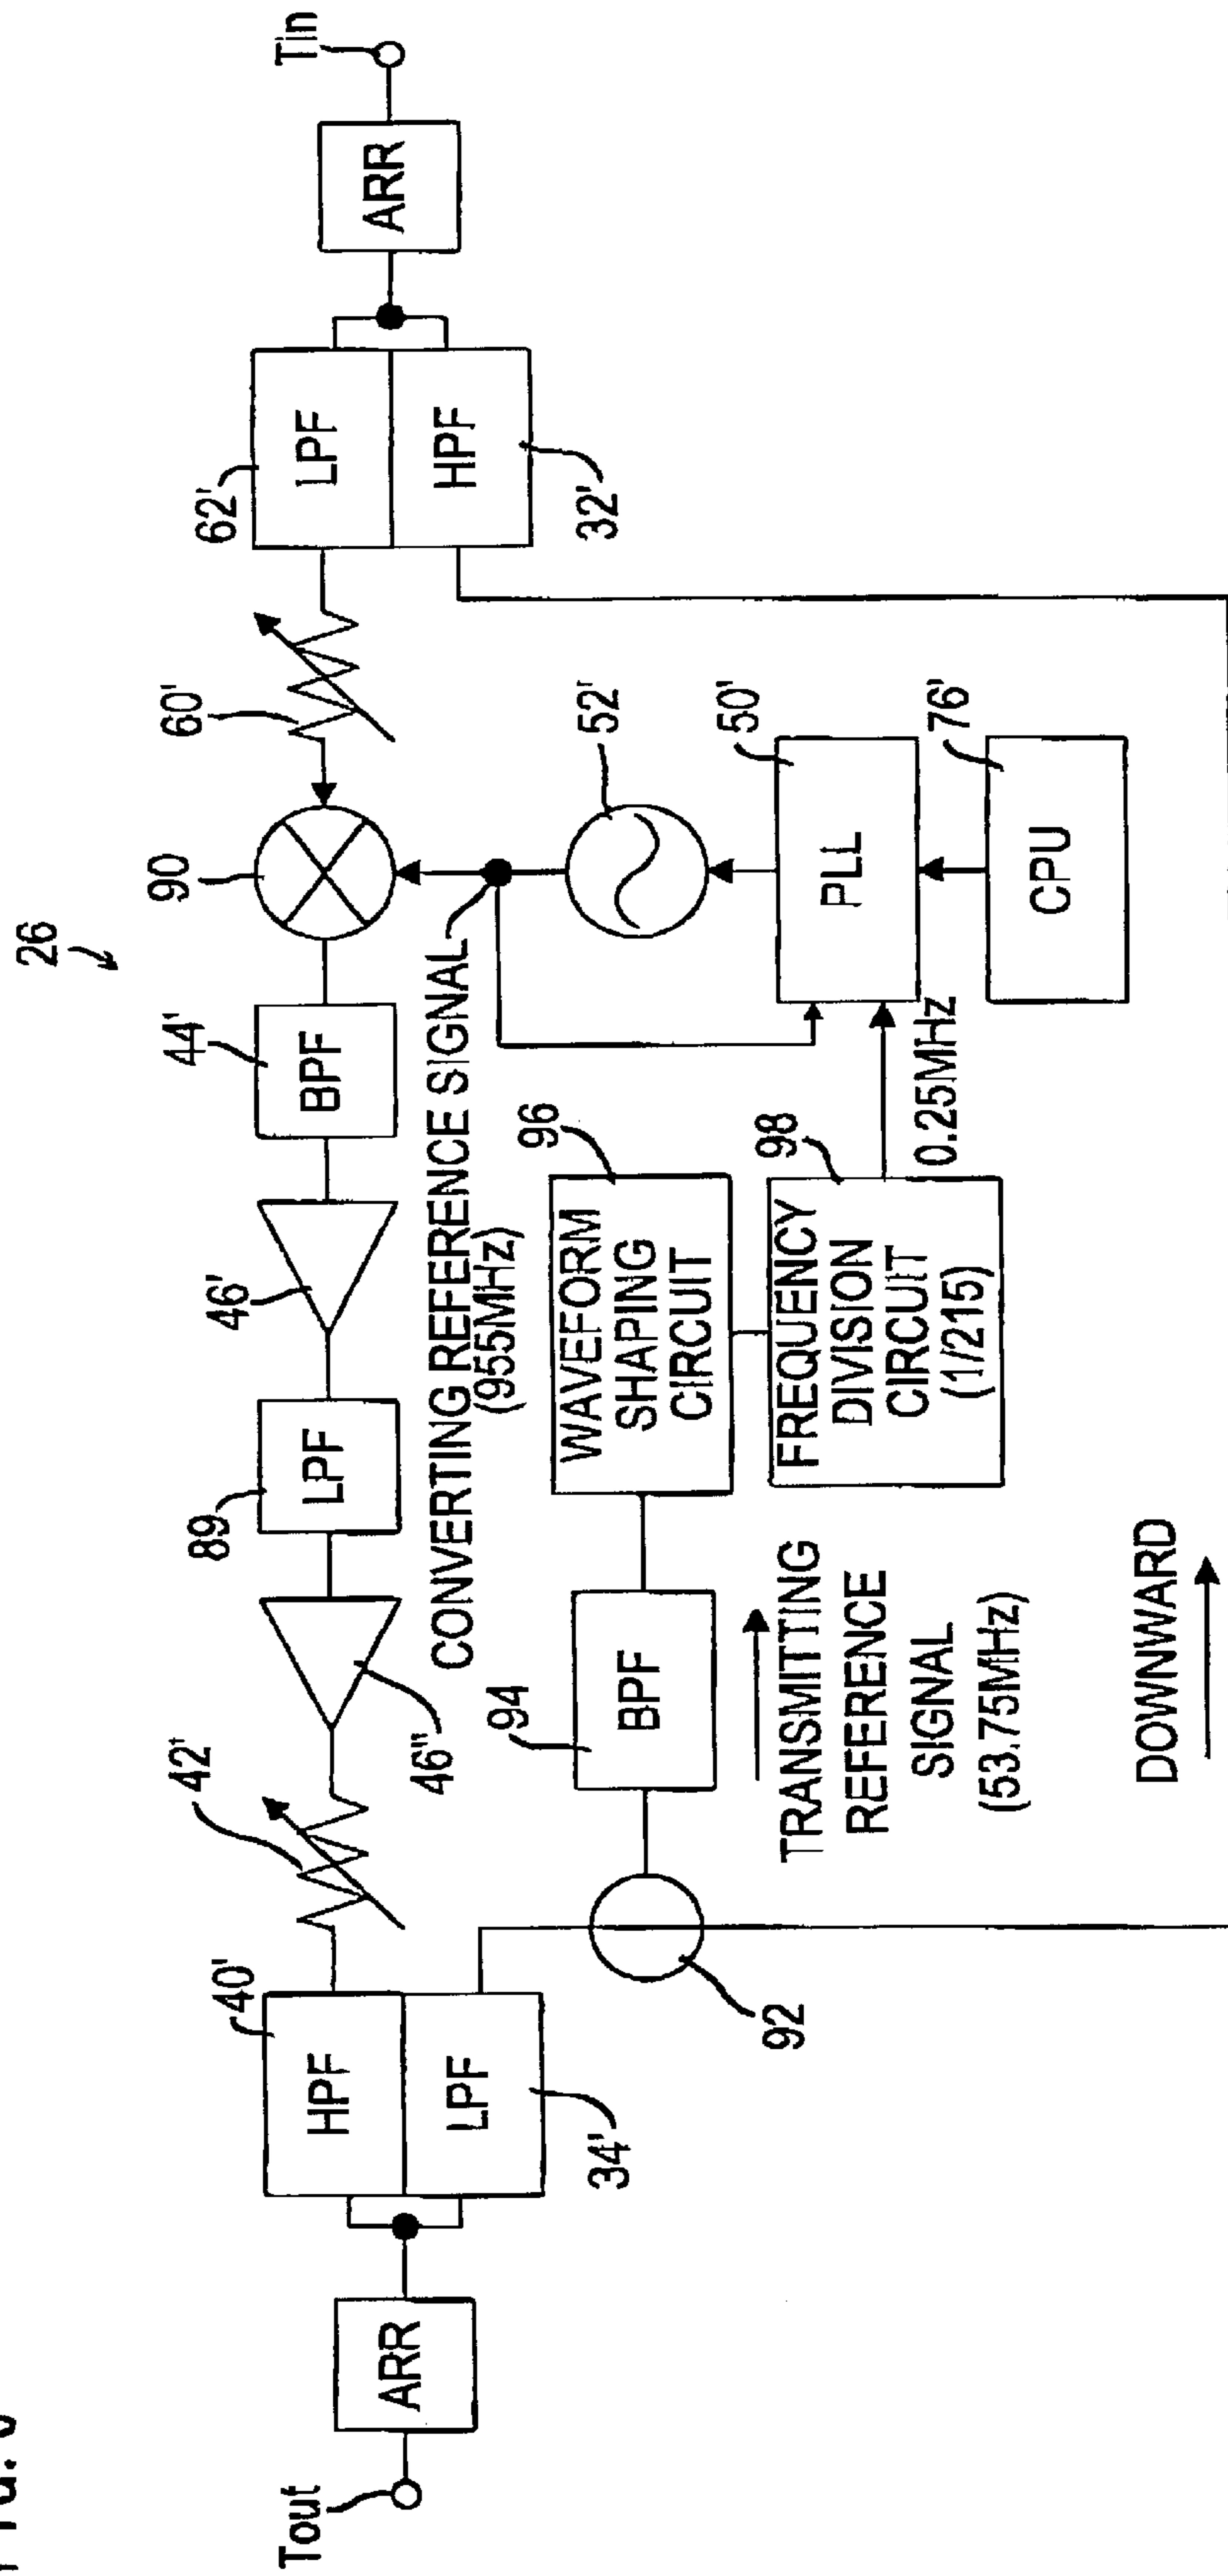 26
Tout
ARR
40'
HPF
LPF
34'
42'
46"
89
LPF
46'
44'
BPF
90
60'
62'
LPF
HPF
32'
ARR
Tin
CONVERTING REFERENCE SIGNAL
(955MHz)
52'
92
94
BPF
96
WAVEFORM
SHAPING
CIRCUIT
50'
PLL
TRANSMITTING
REFERENCE
SIGNAL
(53.75MHz)
98
FREQUENCY
DIVISION
CIRCUIT
(1/215)
0.25MHz
76'
CPU
DOWNWARD